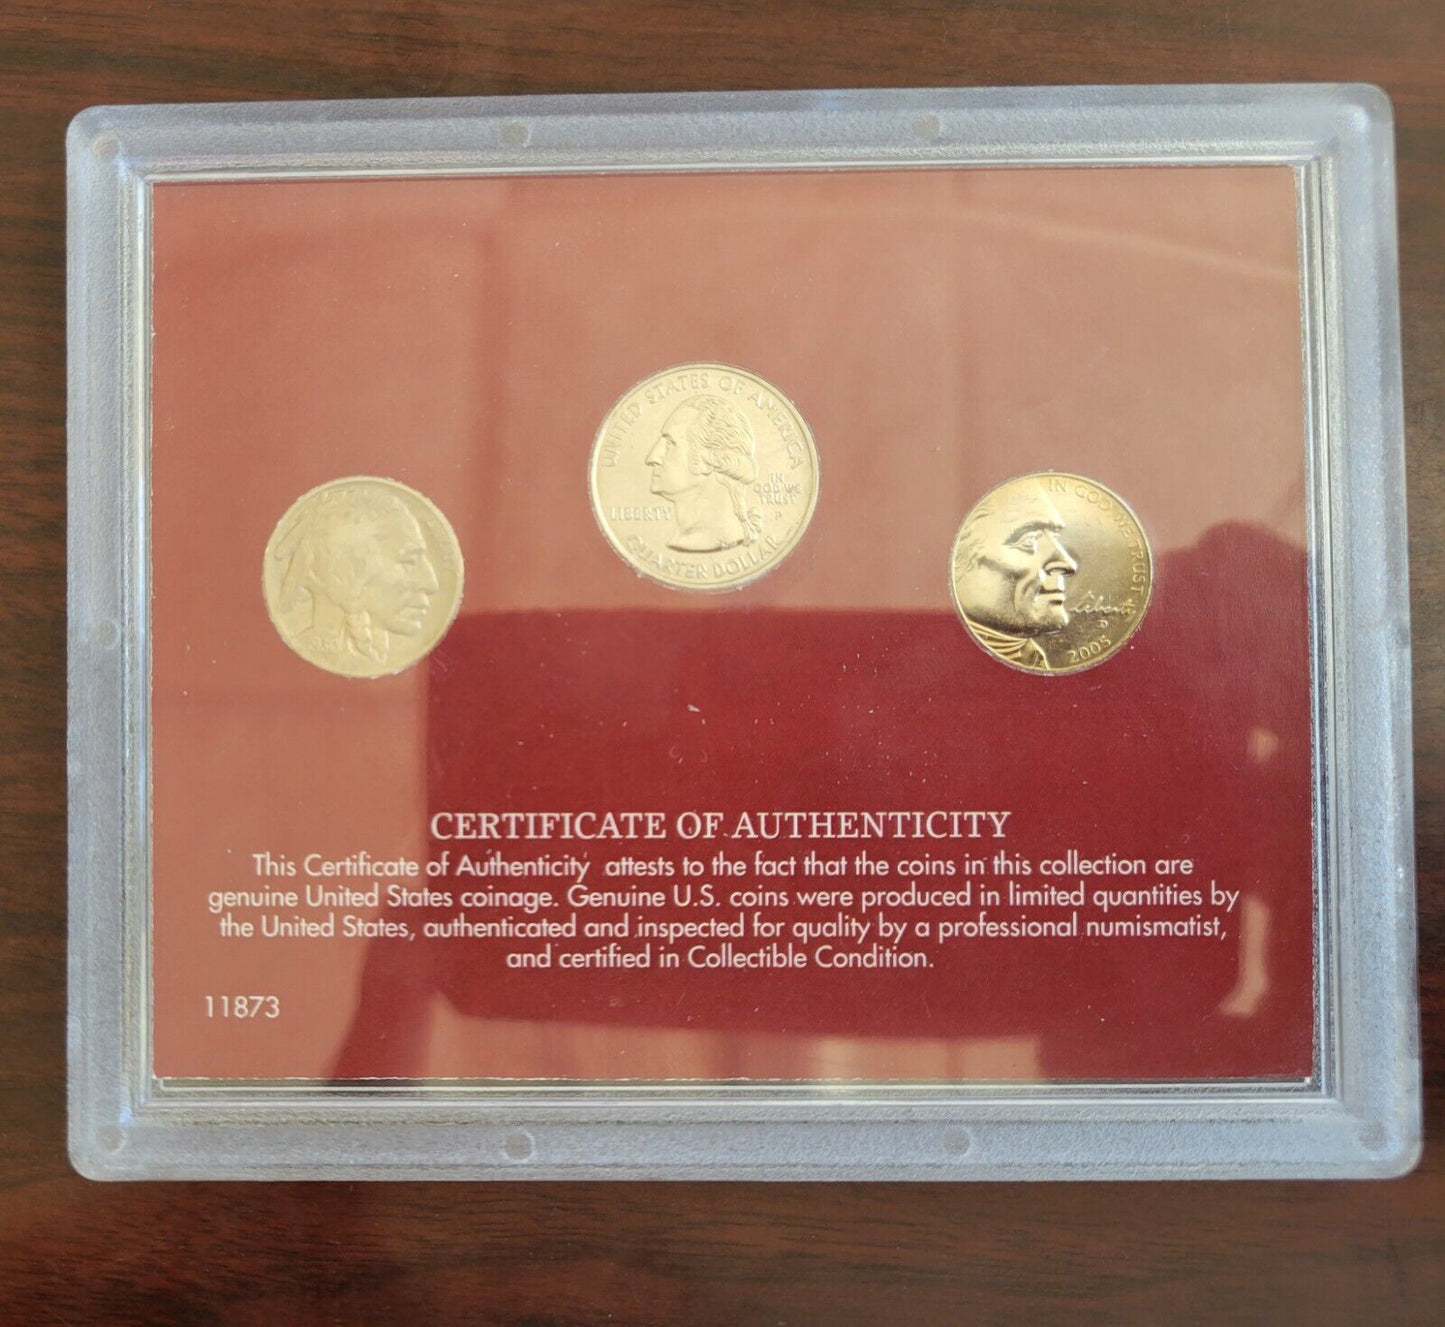 UNITED STATES OF AMERICA
IN
GOD WE
TRUST
LIBERTY
P
QUARTER DOLLAR
IN GOD WE TRUST
Liberty
2005
CERTIFICATE OF AUTHENTICITY
This Certificate of Authenticity attests to the fact that the coins in this collection are
genuine United States coinage. Genuine U.S. coins were produced in limited quantities by
the United States, authenticated and inspected for quality by a professional numismatist,
and certified in Collectible Condition.
11873